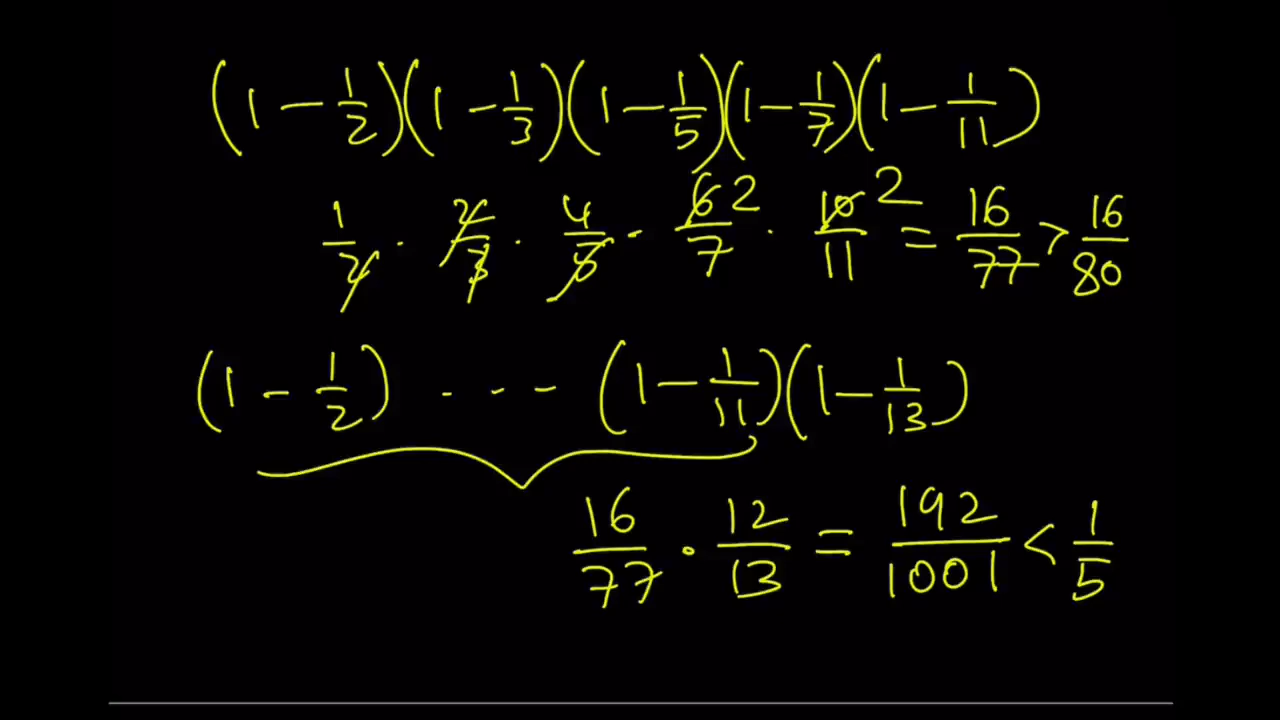 (1 - 1/2)(1 - 1/3)(1 - 1/5)(1 - 1/7)(1 - 1/11)
1/2 · 2/3 · 4/5 · 6/7 2 · 10/11 2 = 16/77 > 16/80
(1 - 1/2) - - - (1 - 1/11)(1 - 1/13)
16/77 · 12/13 = 192/1001 < 1/5